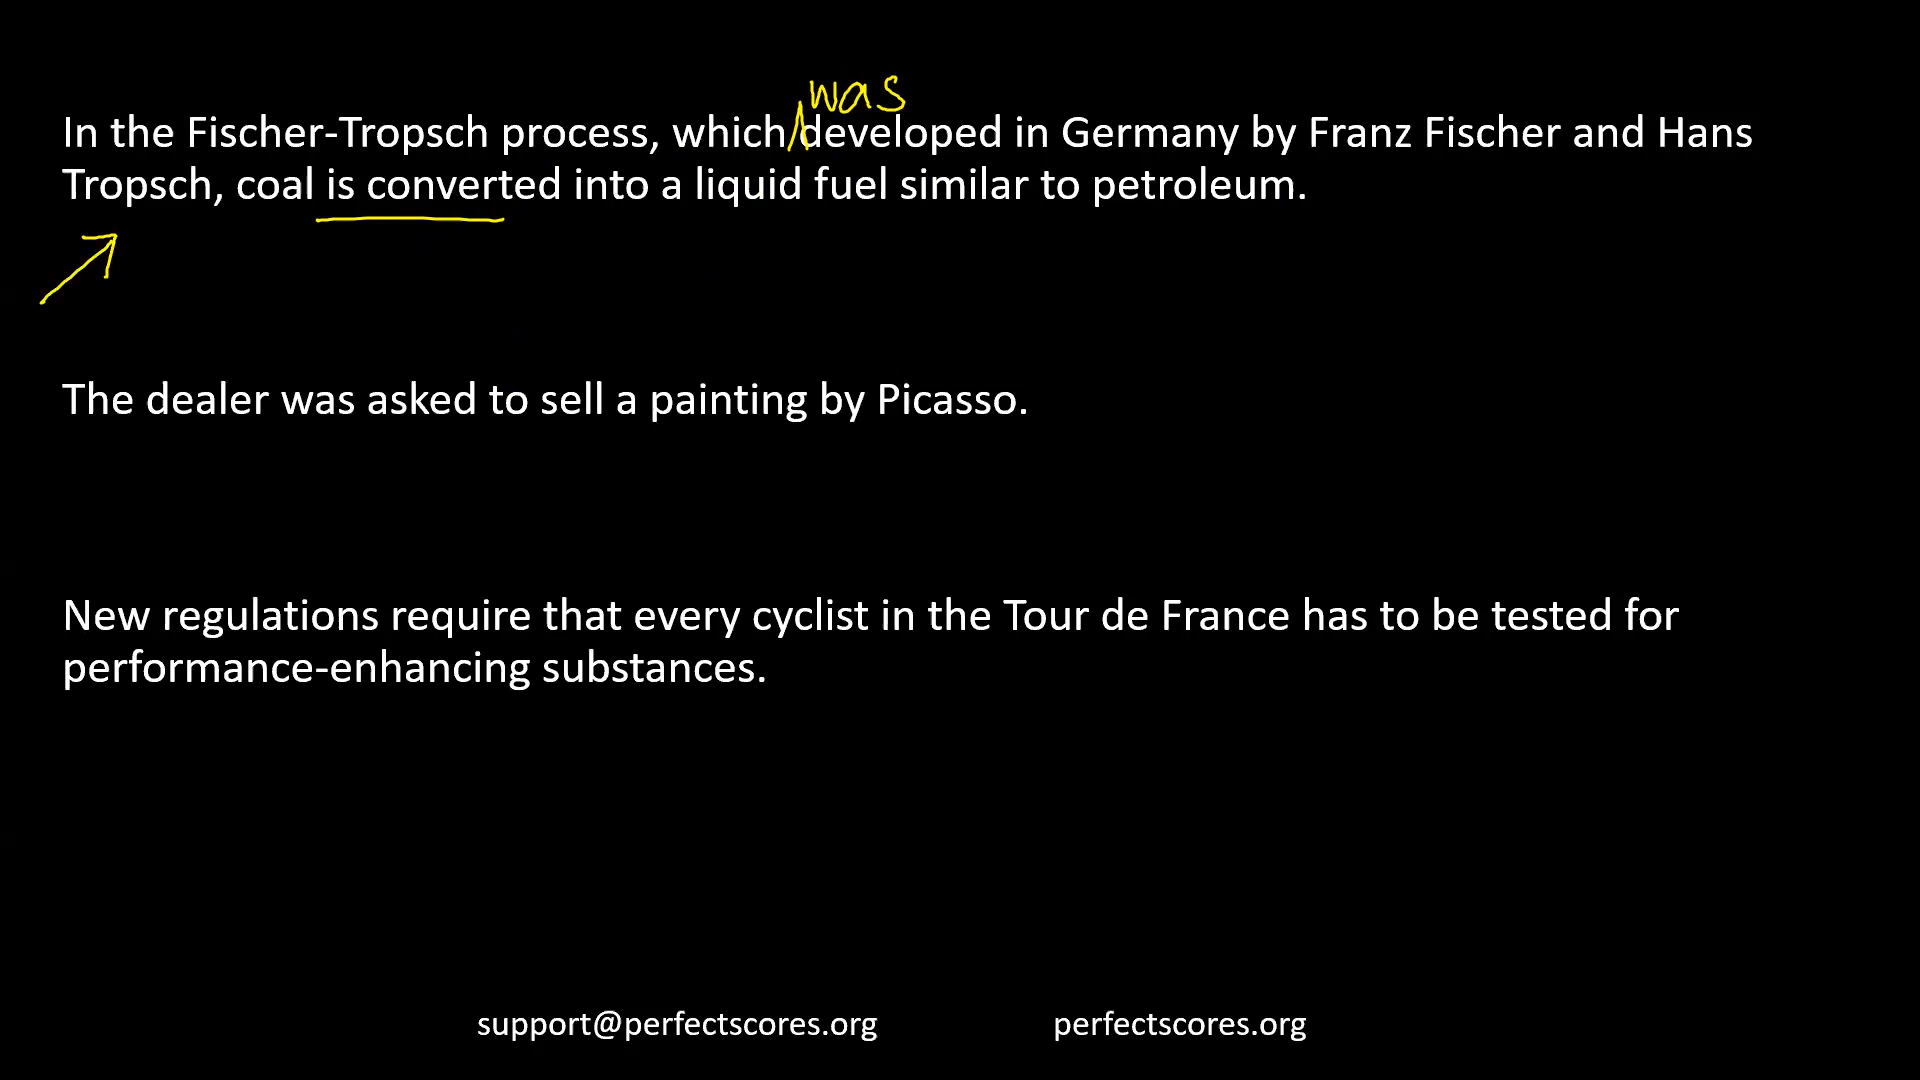 was
In the Fischer-Tropsch process, which developed in Germany by Franz Fischer and Hans
Tropsch, coal is converted into a liquid fuel similar to petroleum.
The dealer was asked to sell a painting by Picasso.
New regulations require that every cyclist in the Tour de France has to be tested for
performance-enhancing substances.
support@perfectscores.org perfectscores.org